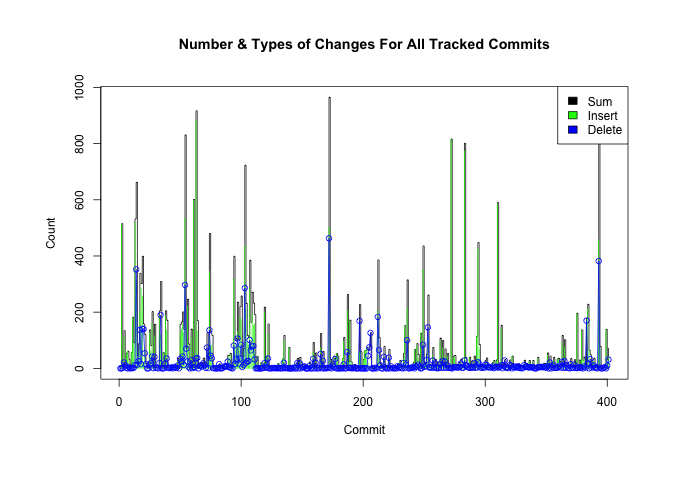 Number & Types of Changes For All Tracked Commits
Sum
Insert
Delete
Count
1000
800
600
400
200
0
0 100 200 300 400
Commit